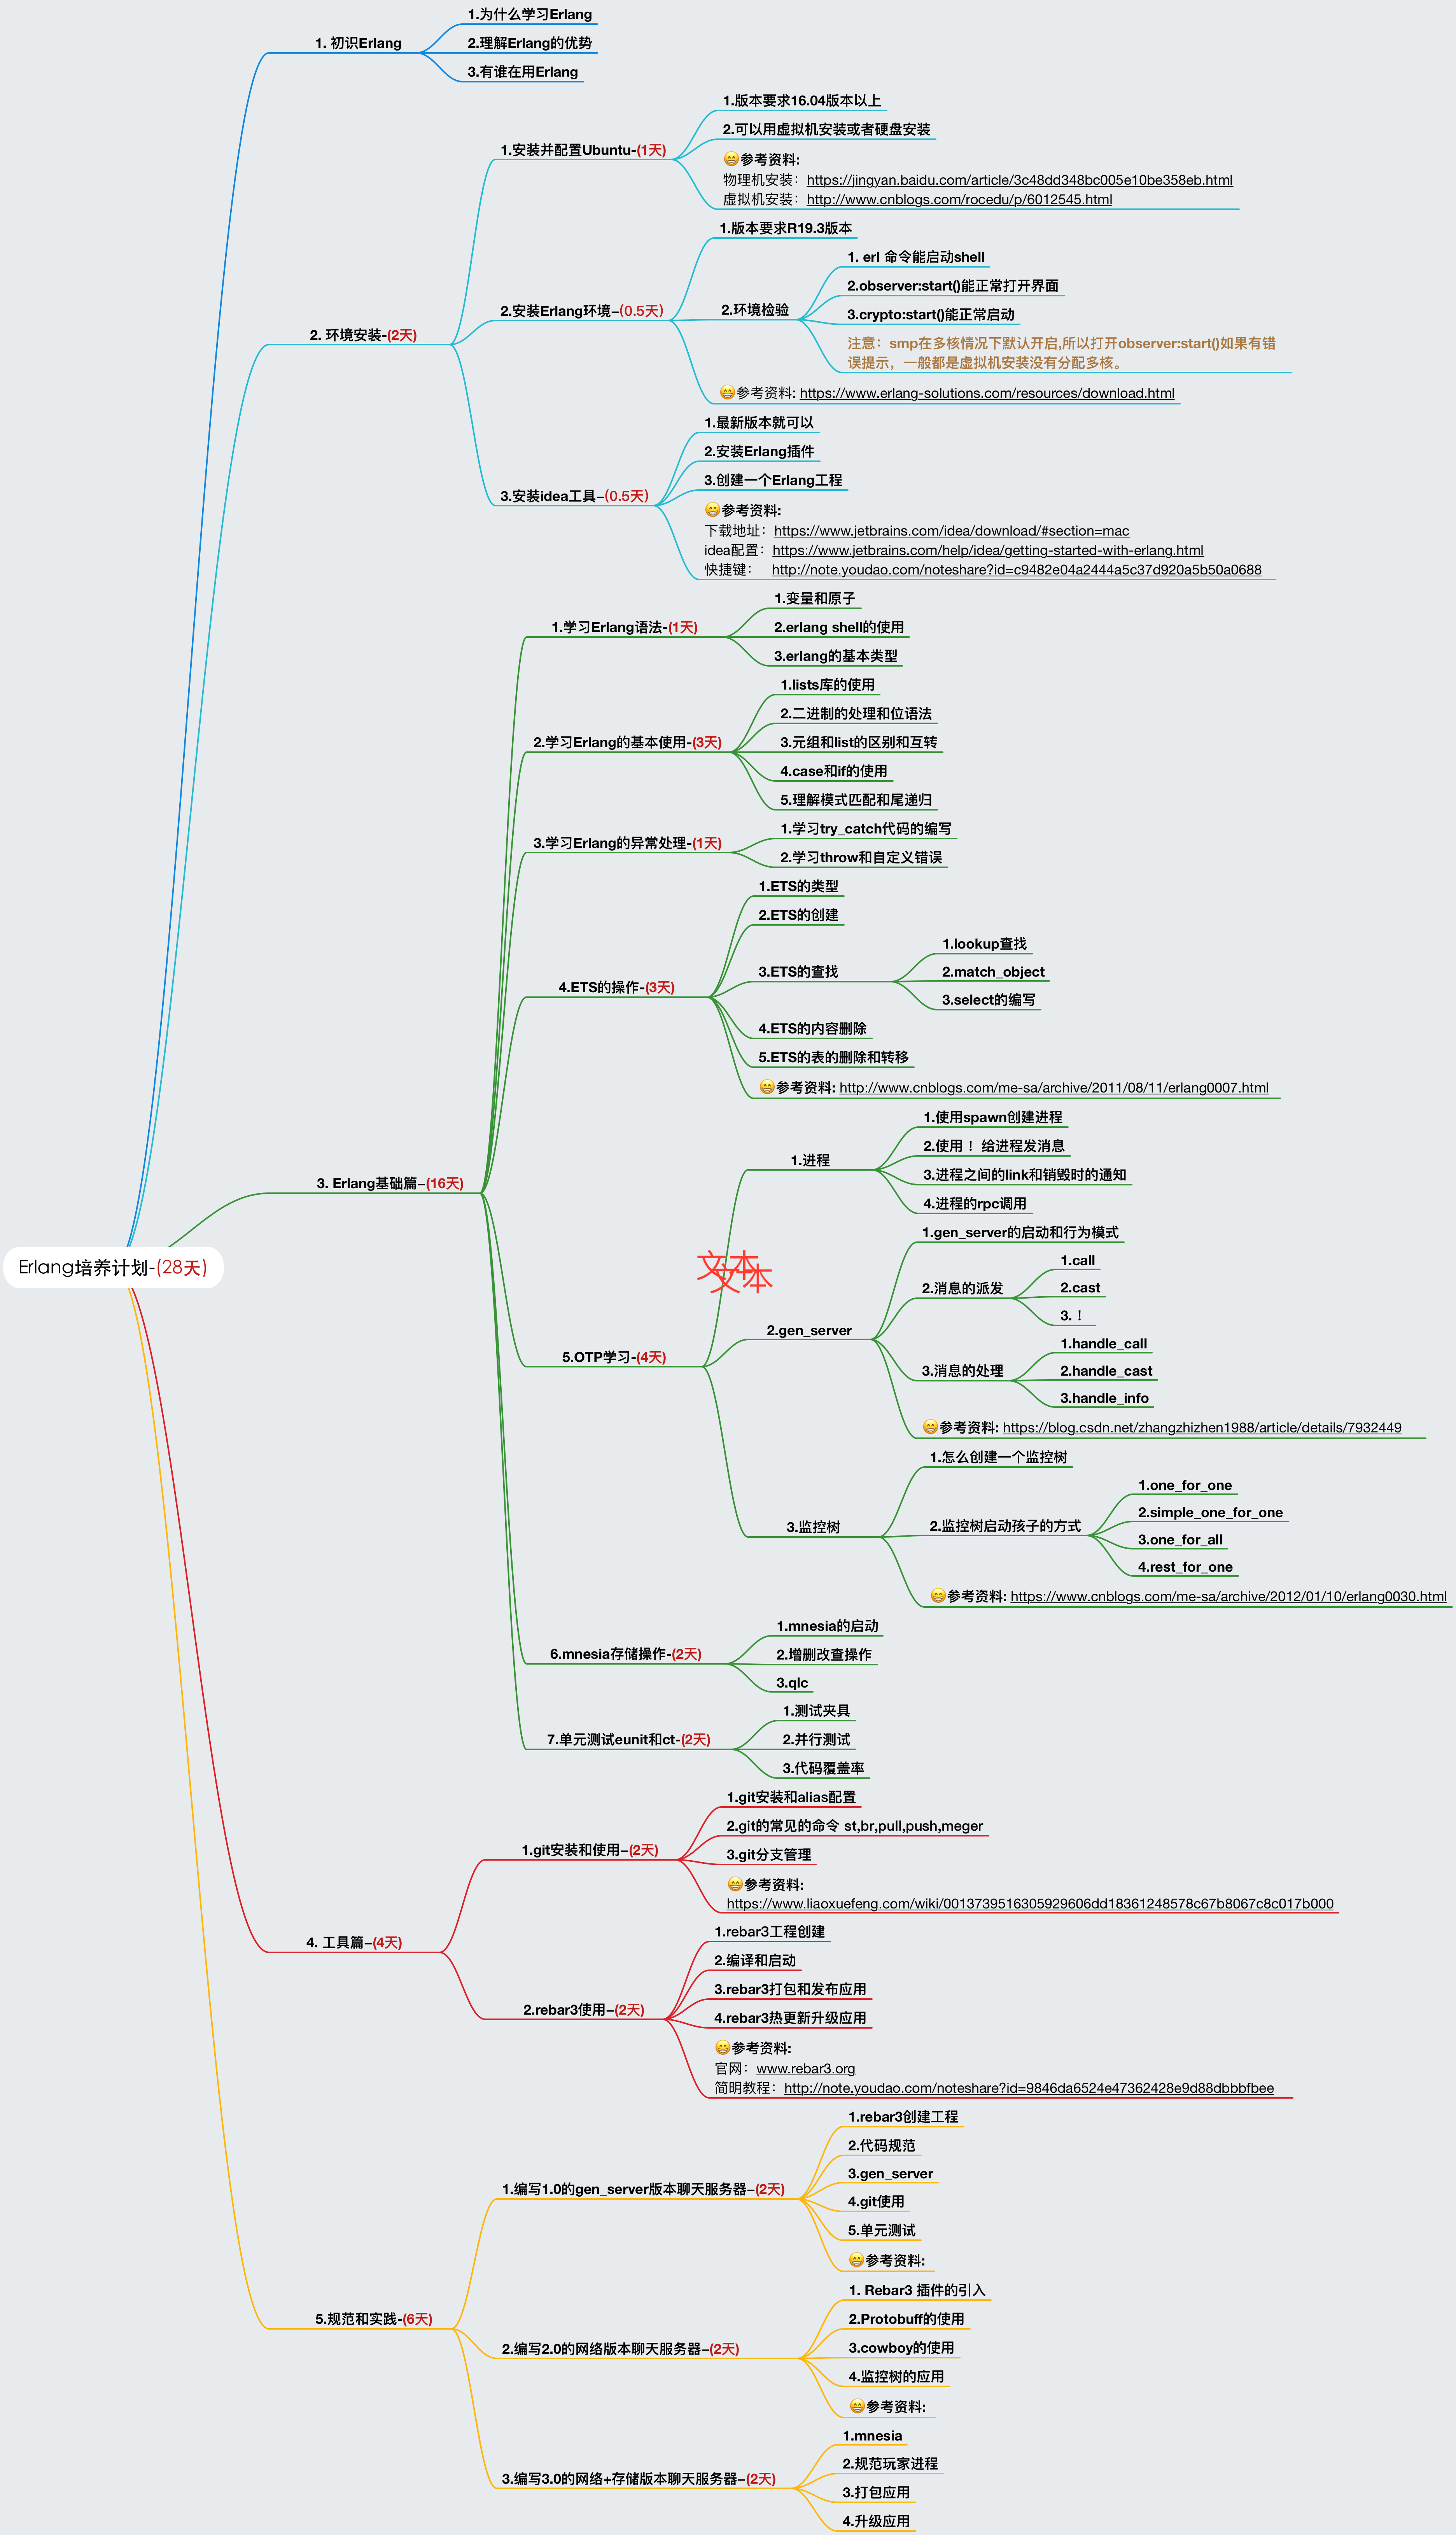 Erlang培养计划-(28天)
1. 初识Erlang
1.为什么学习Erlang
2.理解Erlang的优势
3.有谁在用Erlang
2. 环境安装–(2天)
1.安装并配置Ubuntu-(1天)
1.版本要求16.04版本以上
2.可以用虚拟机安装或者硬盘安装
😁参考资料:
物理机安装：https://jingyan.baidu.com/article/3c48dd348bc005e10be358eb.html
虚拟机安装：http://www.cnblogs.com/rocedu/p/6012545.html
2.安装Erlang环境–(0.5天)
1.版本要求R19.3版本
2.环境检验
1. erl 命令能启动shell
2.observer:start()能正常打开界面
3.crypto:start()能正常启动
注意：smp在多核情况下默认开启,所以打开observer:start()如果有错
误提示，一般都是虚拟机安装没有分配多核。
😁参考资料: https://www.erlang-solutions.com/resources/download.html
3.安装idea工具–(0.5天)
1.最新版本就可以
2.安装Erlang插件
3.创建一个Erlang工程
😁参考资料:
下载地址：https://www.jetbrains.com/idea/download/#section=mac
idea配置：https://www.jetbrains.com/help/idea/getting-started-with-erlang.html
快捷键： http://note.youdao.com/noteshare?id=c9482e04a2444a5c37d920a5b50a0688
3. Erlang基础篇–(16天)
1.学习Erlang语法-(1天)
1.变量和原子
2.erlang shell的使用
3.erlang的基本类型
2.学习Erlang的基本使用-(3天)
1.lists库的使用
2.二进制的处理和位语法
3.元组和list的区别和互转
4.case和if的使用
5.理解模式匹配和尾递归
3.学习Erlang的异常处理-(1天)
1.学习try_catch代码的编写
2.学习throw和自定义错误
4.ETS的操作-(3天)
1.ETS的类型
2.ETS的创建
3.ETS的查找
1.lookup查找
2.match_object
3.select的编写
4.ETS的内容删除
5.ETS的表的删除和转移
😁参考资料: http://www.cnblogs.com/me-sa/archive/2011/08/11/erlang0007.html
5.OTP学习-(4天)
1.进程
1.使用spawn创建进程
2.使用 ！ 给进程发消息
3.进程之间的link和销毁时的通知
4.进程的rpc调用
文本
文本
2.gen_server
1.gen_server的启动和行为模式
2.消息的派发
1.call
2.cast
3. ！
3.消息的处理
1.handle_call
2.handle_cast
3.handle_info
😁参考资料: https://blog.csdn.net/zhangzhizhen1988/article/details/7932449
3.监控树
1.怎么创建一个监控树
2.监控树启动孩子的方式
1.one_for_one
2.simple_one_for_one
3.one_for_all
4.rest_for_one
😁参考资料: https://www.cnblogs.com/me-sa/archive/2012/01/10/erlang0030.html
6.mnesia存储操作-(2天)
1.mnesia的启动
2.增删改查操作
3.qlc
7.单元测试eunit和ct-(2天)
1.测试夹具
2.并行测试
3.代码覆盖率
4. 工具篇–(4天)
1.git安装和使用–(2天)
1.git安装和alias配置
2.git的常见的命令 st,br,pull,push,meger
3.git分支管理
😁参考资料:
https://www.liaoxuefeng.com/wiki/0013739516305929606dd18361248578c67b8067c8c017b000
2.rebar3使用–(2天)
1.rebar3工程创建
2.编译和启动
3.rebar3打包和发布应用
4.rebar3热更新升级应用
😁参考资料:
官网：www.rebar3.org
简明教程：http://note.youdao.com/noteshare?id=9846da6524e47362428e9d88dbbbfbee
5.规范和实践-(6天)
1.编写1.0的gen_server版本聊天服务器–(2天)
1.rebar3创建工程
2.代码规范
3.gen_server
4.git使用
5.单元测试
😁参考资料:
2.编写2.0的网络版本聊天服务器–(2天)
1. Rebar3 插件的引入
2.Protobuff的使用
3.cowboy的使用
4.监控树的应用
😁参考资料:
3.编写3.0的网络+存储版本聊天服务器–(2天)
1.mnesia
2.规范玩家进程
3.打包应用
4.升级应用